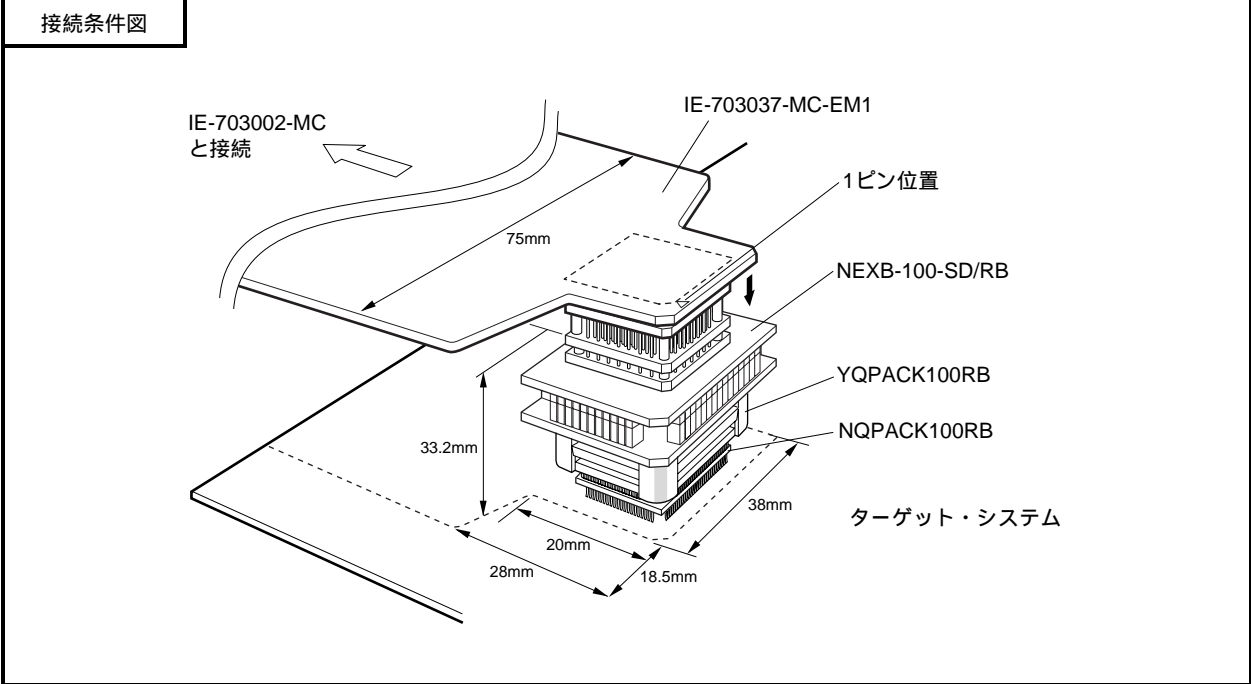 接続条件図
IE-703037-MC-EM1
IE-703002-MC
と接続
1ピン位置
75mm
NEXB-100-SD/RB
YQPACK100RB
NQPACK100RB
33.2mm
38mm
ターゲット・システム
20mm
28mm
18.5mm